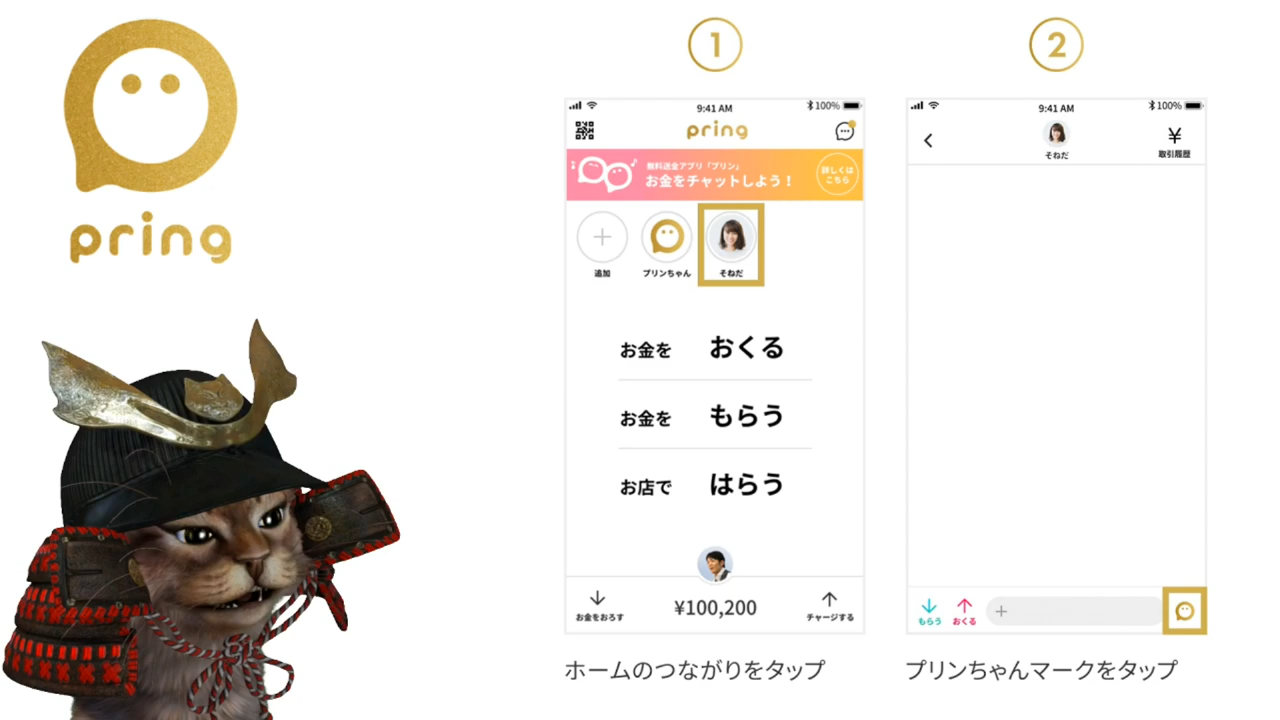 pring
1
9:41 AM
100%
pring
無料送金アプリ「プリン」
お金をチャットしよう！
詳しくは
こちら
追加
プリンちゃん
そねだ
お金を おくる
お金を もらう
お店で はらう
お金をおろす
¥100,200
チャージする
ホームのつながりをタップ
2
9:41 AM
100%
そねだ
¥
取引履歴
もらう
おくる
+
プリンちゃんマークをタップ